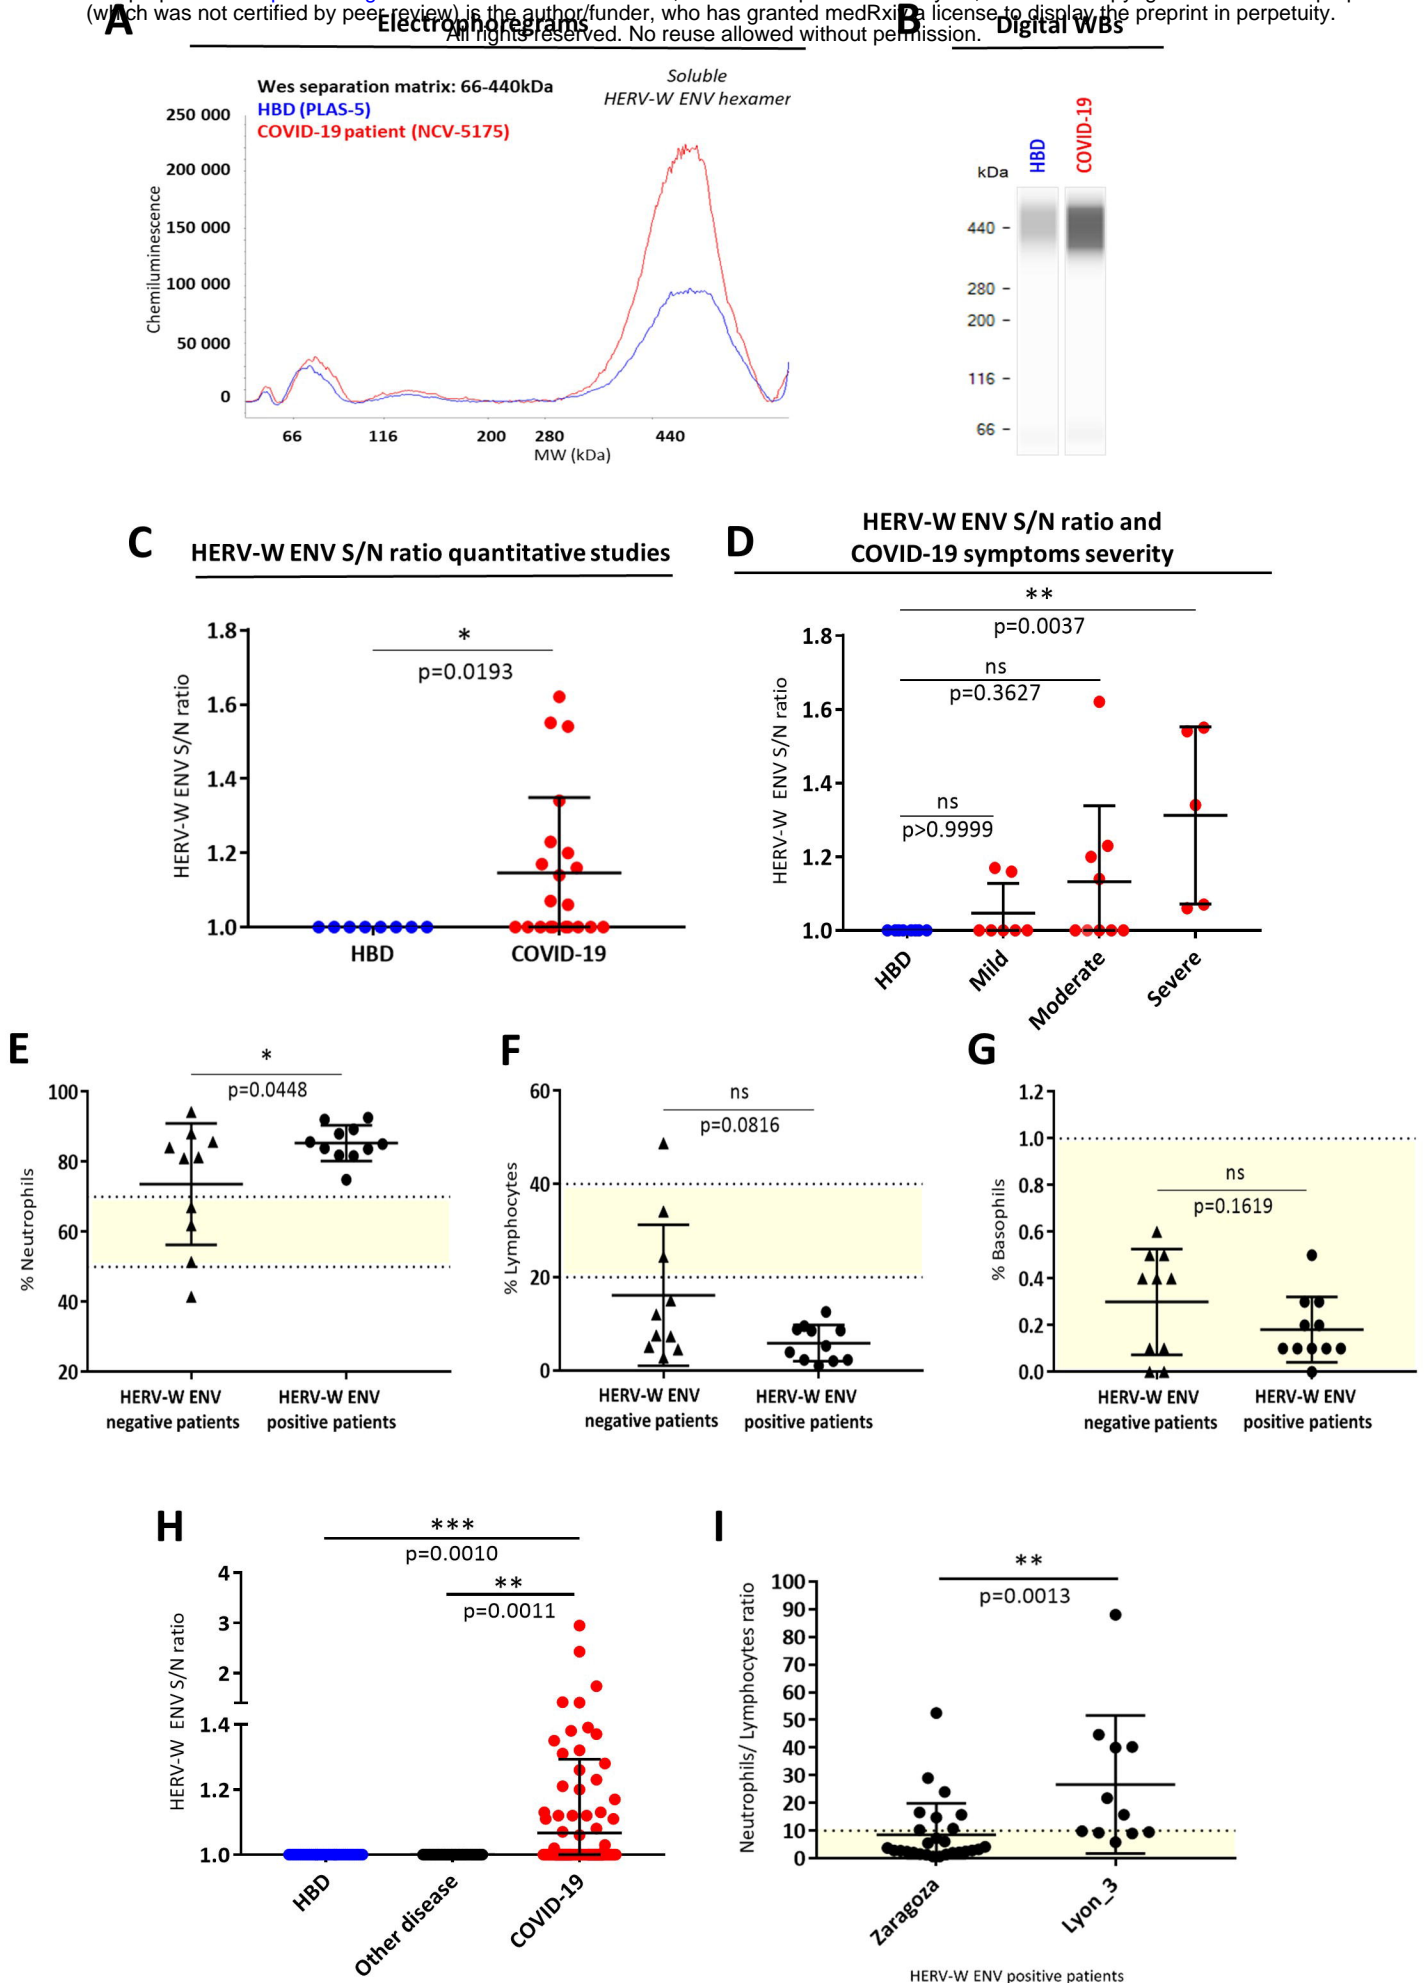 (which was not certified by peer review) is the author/funder, who has granted medRxiv a license to display the preprint in perpetuity.
All rights reserved. No reuse allowed without permission.
A
Electrophoregrams
B
Digital WBs
Wes separation matrix: 66-440kDa
HBD (PLAS-5)
COVID-19 patient (NCV-5175)
Soluble
HERV-W ENV hexamer
Chemiluminescence
250 000
200 000
150 000
100 000
50 000
0
66 116 200 280 440
MW (kDa)
HBD
COVID-19
kDa
440
280
200
116
66
C
HERV-W ENV S/N ratio quantitative studies
*
p=0.0193
HERV-W ENV S/N ratio
1.8
1.6
1.4
1.2
1.0
HBD COVID-19
D
HERV-W ENV S/N ratio and
COVID-19 symptoms severity
**
p=0.0037
ns
p=0.3627
ns
p>0.9999
HERV-W ENV S/N ratio
1.8
1.6
1.4
1.2
1.0
HBD
Mild
Moderate
Severe
E
*
p=0.0448
% Neutrophils
100
80
60
40
20
HERV-W ENV
negative patients
HERV-W ENV
positive patients
F
ns
p=0.0816
% Lymphocytes
60
40
20
0
HERV-W ENV
negative patients
HERV-W ENV
positive patients
G
ns
p=0.1619
% Basophils
1.2
1.0
0.8
0.6
0.4
0.2
0.0
HERV-W ENV
negative patients
HERV-W ENV
positive patients
H
***
p=0.0010
**
p=0.0011
HERV-W ENV S/N ratio
4
3
2
1.4
1.2
1.0
HBD
Other disease
COVID-19
I
**
p=0.0013
Neutrophils/ Lymphocytes ratio
100
90
80
70
60
50
40
30
20
10
0
Zaragoza
Lyon_3
HERV-W ENV positive patients